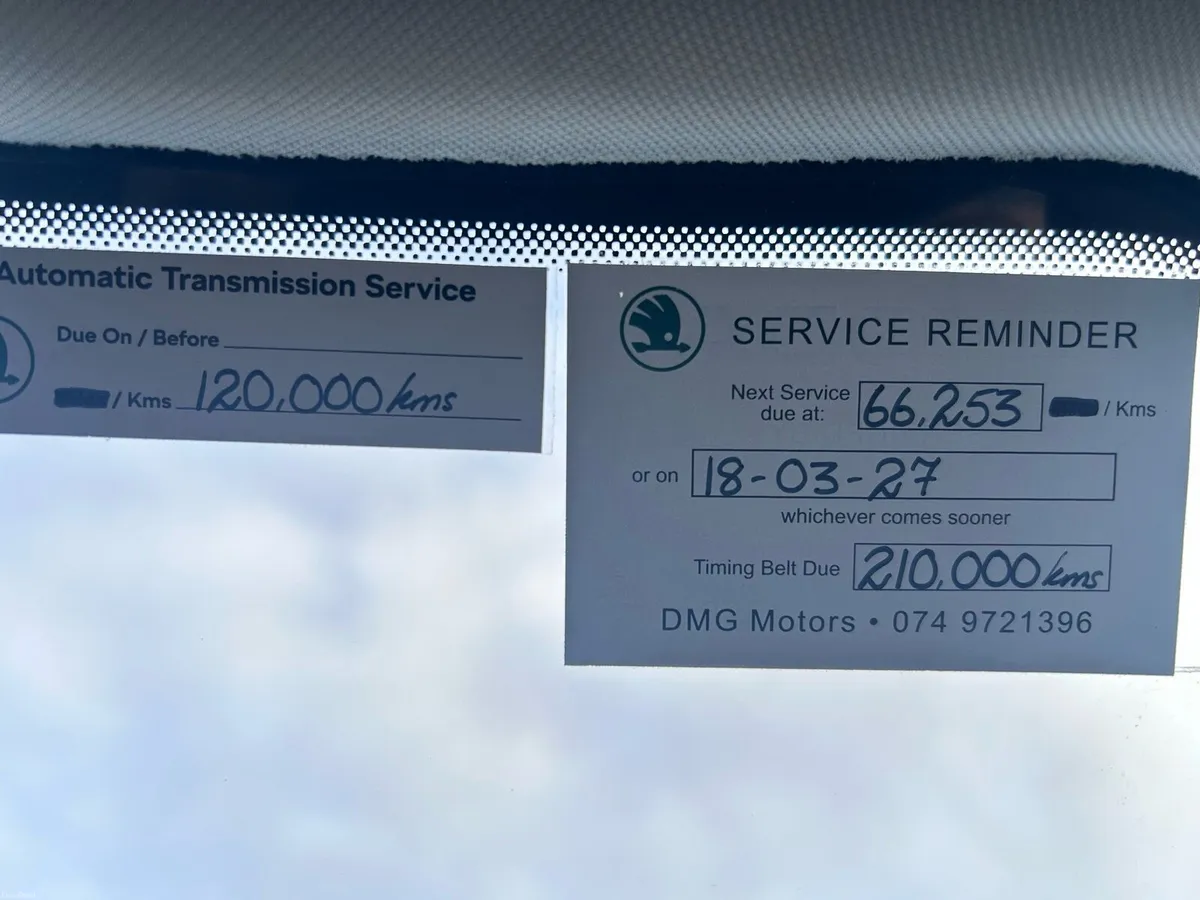 Automatic Transmission Service
Due On / Before
/ Kms 120,000 kms
SERVICE REMINDER
Next Service
due at: 66,253 / Kms
or on 18-03-27
whichever comes sooner
Timing Belt Due 210,000 kms
DMG Motors • 074 9721396